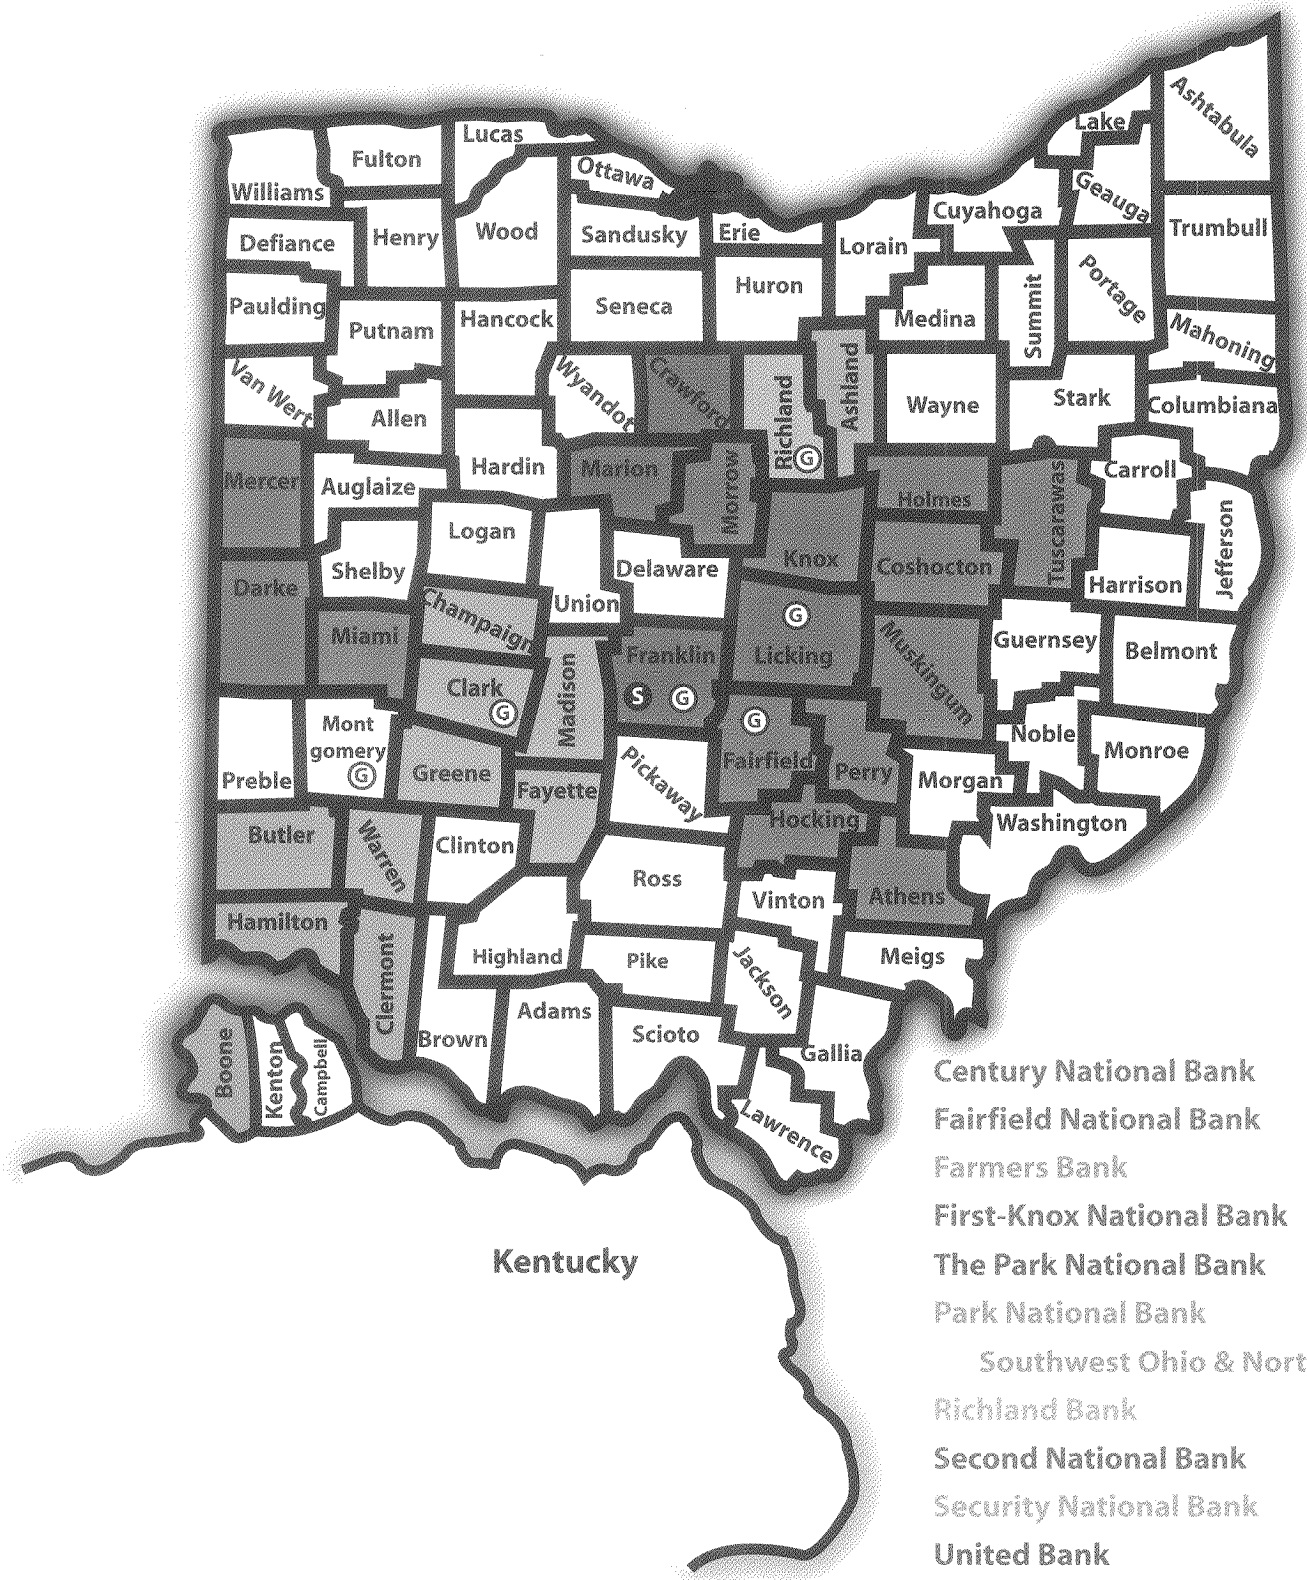 Ashtabula
Lake
Lucas
Fulton
Ottawa
Williams
Geauga
Cuyahoga
Trumbull
Henry
Wood
Sandusky
Erie
Defiance
Lorain
Huron
Portage
Paulding
Seneca
Summit
Putnam
Hancock
Medina
Mahoning
Van Wert
Wyandot
Crawford
Richland
G
Ashland
Wayne
Stark
Columbiana
Allen
Mercer
Auglaize
Hardin
Marion
Morrow
Holmes
Tuscarawas
Carroll
Jefferson
Logan
Shelby
Delaware
Knox
Coshocton
Harrison
Darke
Champaign
Union
G
Miami
Franklin
Licking
Muskingum
Guernsey
Belmont
Clark
G
Madison
S
G
G
Mont
gomery
G
Preble
Greene
Fayette
Pickaway
Fairfield
Perry
Morgan
Noble
Monroe
Butler
Warren
Clinton
Hocking
Washington
Ross
Vinton
Athens
Hamilton
Clermont
Highland
Pike
Jackson
Meigs
Brown
Adams
Scioto
Gallia
Boone
Kenton
Campbell
Lawrence
Kentucky
Century National Bank
Fairfield National Bank
Farmers Bank
First-Knox National Bank
The Park National Bank
Park National Bank
Southwest Ohio & Nort
Richland Bank
Second National Bank
Security National Bank
United Bank